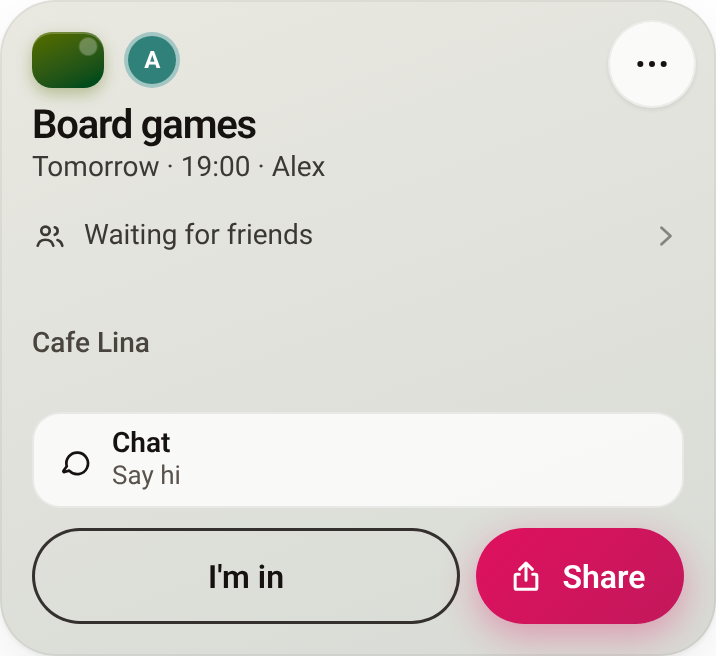 A
Board games
Tomorrow · 19:00 · Alex
Waiting for friends
Cafe Lina
Chat
Say hi
I'm in
Share